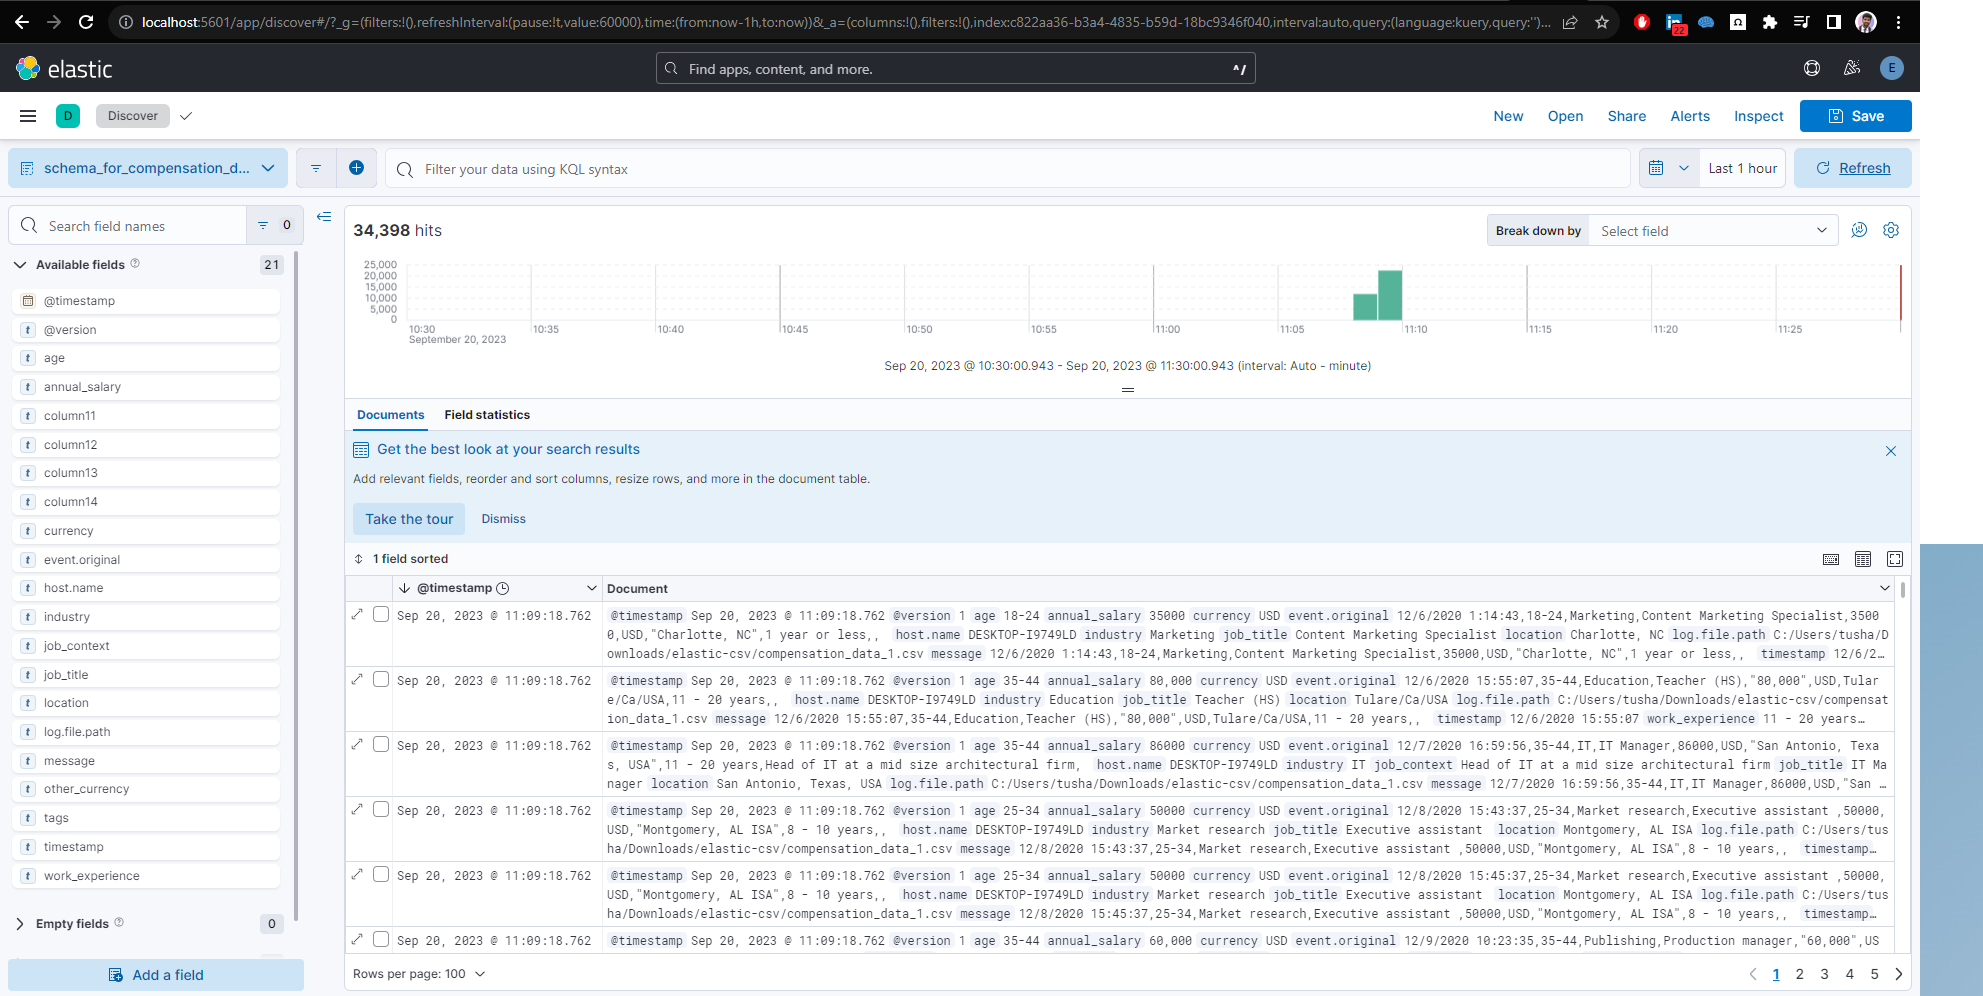 localhost:5601/app/discover#/?_g=(filters:!(),refreshInterval:(pause:!t,value:60000),time:(from:now-1h,to:now))&_a=(columns:!(),filters:!(),index:c822aa36-b3a4-4835-b59d-18bc9346f040,interval:auto,query:(language:kuery,query:'')...
22
elastic
Find apps, content, and more.
^/
E
D
Discover
New
Open
Share
Alerts
Inspect
Save
schema_for_compensation_d...
Filter your data using KQL syntax
Last 1 hour
Refresh
Search field names
0
Available fields
21
@timestamp
@version
age
annual_salary
column11
column12
column13
column14
currency
event.original
host.name
industry
job_context
job_title
location
log.file.path
message
other_currency
tags
timestamp
work_experience
Empty fields
0
Add a field
34,398 hits
Break down by
Select field
25,000
20,000
15,000
10,000
5,000
0
10:30
10:35
10:40
10:45
10:50
10:55
11:00
11:05
11:10
11:15
11:20
11:25
September 20, 2023
Sep 20, 2023 @ 10:30:00.943 - Sep 20, 2023 @ 11:30:00.943 (interval: Auto - minute)
Documents
Field statistics
Get the best look at your search results
Add relevant fields, reorder and sort columns, resize rows, and more in the document table.
Take the tour
Dismiss
1 field sorted
@timestamp
Document
Sep 20, 2023 @ 11:09:18.762
@timestamp Sep 20, 2023 @ 11:09:18.762 @version 1 age 18-24 annual_salary 35000 currency USD event.original 12/6/2020 1:14:43,18-24,Marketing,Content Marketing Specialist,3500
0,USD,"Charlotte, NC",1 year or less,, host.name DESKTOP-I9749LD industry Marketing job_title Content Marketing Specialist location Charlotte, NC log.file.path C:/Users/tusha/D
ownloads/elastic-csv/compensation_data_1.csv message 12/6/2020 1:14:43,18-24,Marketing,Content Marketing Specialist,35000,USD,"Charlotte, NC",1 year or less,, timestamp 12/6/2...
Sep 20, 2023 @ 11:09:18.762
@timestamp Sep 20, 2023 @ 11:09:18.762 @version 1 age 35-44 annual_salary 80,000 currency USD event.original 12/6/2020 15:55:07,35-44,Education,Teacher (HS),"80,000",USD,Tular
e/Ca/USA,11 - 20 years,, host.name DESKTOP-I9749LD industry Education job_title Teacher (HS) location Tulare/Ca/USA log.file.path C:/Users/tusha/Downloads/elastic-csv/compensat
ion_data_1.csv message 12/6/2020 15:55:07,35-44,Education,Teacher (HS),"80,000",USD,Tulare/Ca/USA,11 - 20 years,, timestamp 12/6/2020 15:55:07 work_experience 11 - 20 years...
Sep 20, 2023 @ 11:09:18.762
@timestamp Sep 20, 2023 @ 11:09:18.762 @version 1 age 35-44 annual_salary 86000 currency USD event.original 12/7/2020 16:59:56,35-44,IT,IT Manager,86000,USD,"San Antonio, Texa
s, USA",11 - 20 years,Head of IT at a mid size architectural firm, host.name DESKTOP-I9749LD industry IT job_context Head of IT at a mid size architectural firm job_title IT Ma
nager location San Antonio, Texas, USA log.file.path C:/Users/tusha/Downloads/elastic-csv/compensation_data_1.csv message 12/7/2020 16:59:56,35-44,IT,IT Manager,86000,USD,"San ...
Sep 20, 2023 @ 11:09:18.762
@timestamp Sep 20, 2023 @ 11:09:18.762 @version 1 age 25-34 annual_salary 50000 currency USD event.original 12/8/2020 15:43:37,25-34,Market research,Executive assistant ,50000,
USD,"Montgomery, AL ISA",8 - 10 years,, host.name DESKTOP-I9749LD industry Market research job_title Executive assistant location Montgomery, AL ISA log.file.path C:/Users/tus
ha/Downloads/elastic-csv/compensation_data_1.csv message 12/8/2020 15:43:37,25-34,Market research,Executive assistant ,50000,USD,"Montgomery, AL ISA",8 - 10 years,, timestamp...
Sep 20, 2023 @ 11:09:18.762
@timestamp Sep 20, 2023 @ 11:09:18.762 @version 1 age 25-34 annual_salary 50000 currency USD event.original 12/8/2020 15:45:37,25-34,Market research,Executive assistant ,50000,
USD,"Montgomery, AL ISA",8 - 10 years,, host.name DESKTOP-I9749LD industry Market research job_title Executive assistant location Montgomery, AL ISA log.file.path C:/Users/tus
ha/Downloads/elastic-csv/compensation_data_1.csv message 12/8/2020 15:45:37,25-34,Market research,Executive assistant ,50000,USD,"Montgomery, AL ISA",8 - 10 years,, timestamp...
Sep 20, 2023 @ 11:09:18.762
@timestamp Sep 20, 2023 @ 11:09:18.762 @version 1 age 35-44 annual_salary 60,000 currency USD event.original 12/9/2020 10:23:35,35-44,Publishing,Production manager,"60,000",US
Rows per page: 100
1 2 3 4 5